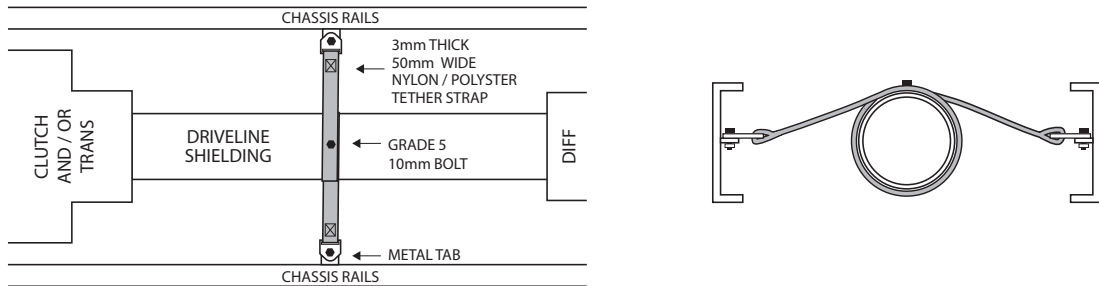 CHASSIS RAILS
3mm THICK
50mm WIDE
NYLON / POLYSTER
TETHER STRAP
CLUTCH
AND / OR
TRANS
DRIVELINE
SHIELDING
GRADE 5
10mm BOLT
DIFF
METAL TAB
CHASSIS RAILS